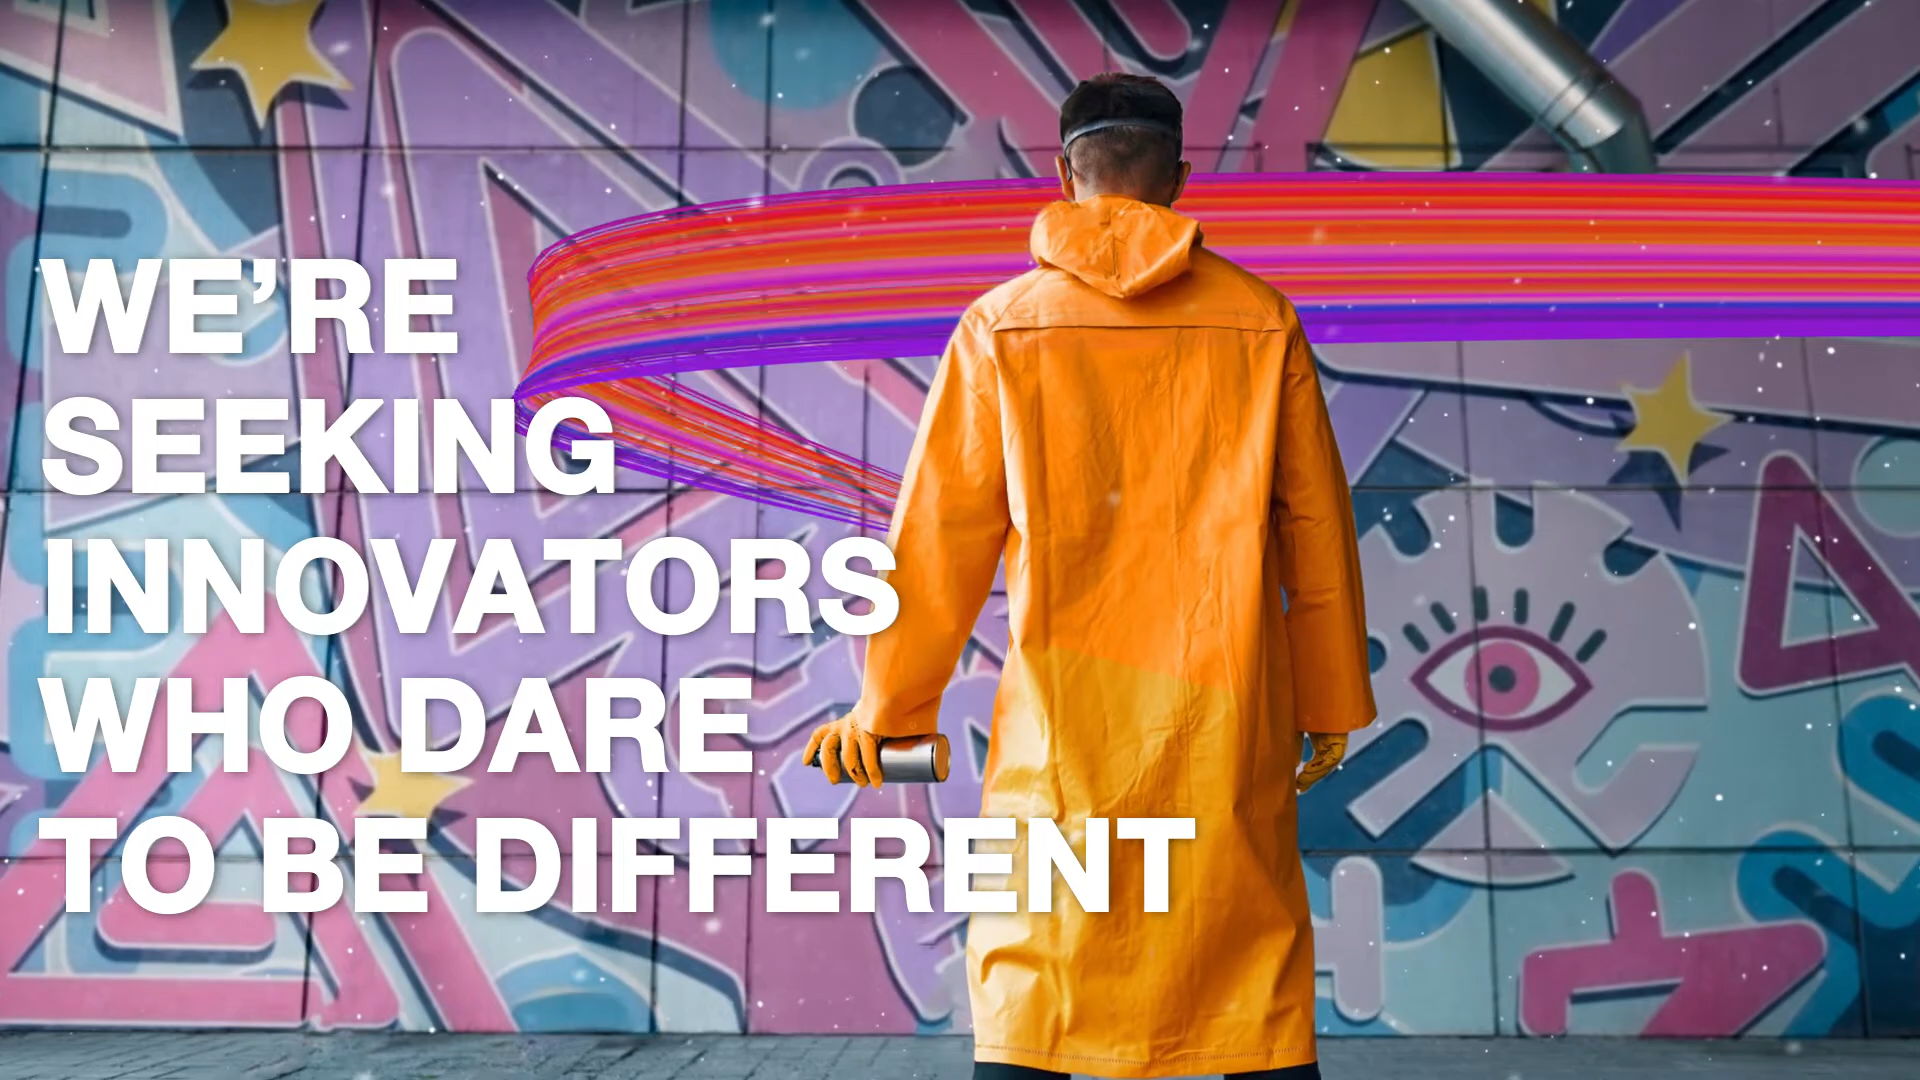 WE’RE
SEEKING
INNOVATORS
WHO DARE
TO BE DIFFERENT